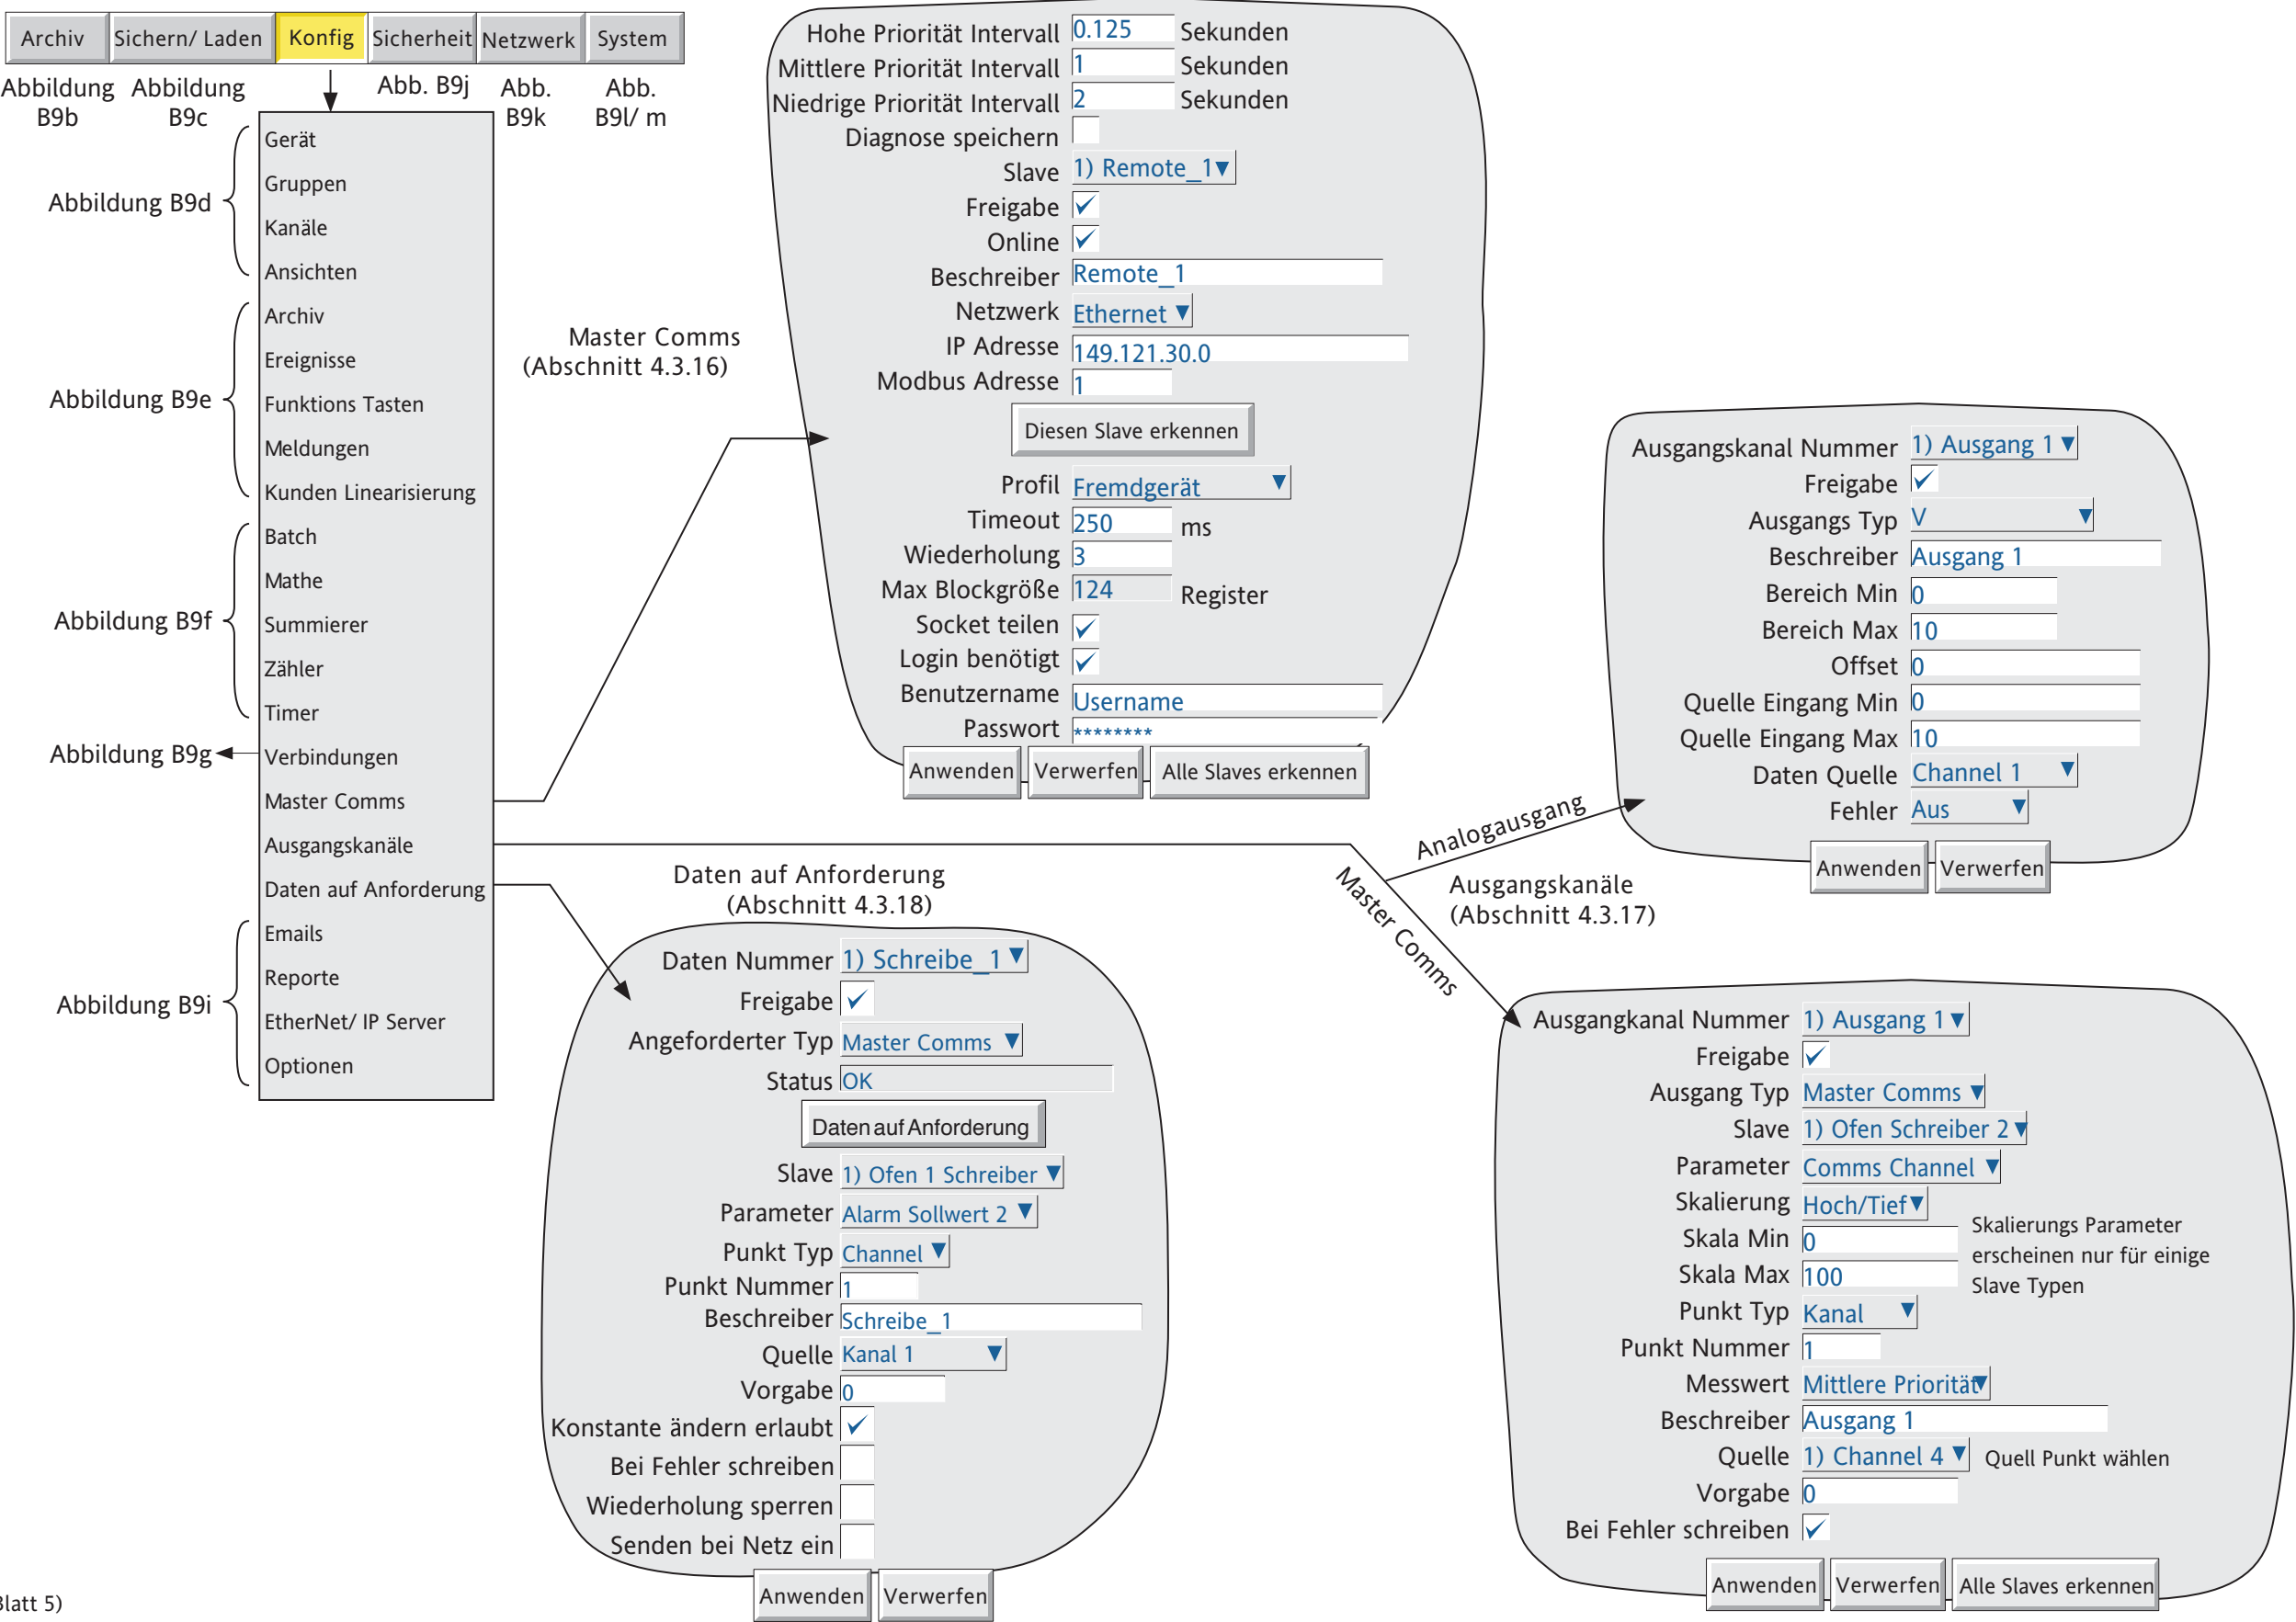 Archiv
Sichern/ Laden
Konfig
Sicherheit
Netzwerk
System
Abbildung
B9b
Abbildung
B9c
Abb. B9j
Abb.
B9k
Abb.
B9l/ m
Gerät
Gruppen
Kanäle
Ansichten
Archiv
Ereignisse
Funktions Tasten
Meldungen
Kunden Linearisierung
Batch
Mathe
Summierer
Zähler
Timer
Verbindungen
Master Comms
Ausgangskanäle
Daten auf Anforderung
Emails
Reporte
EtherNet/ IP Server
Optionen
Abbildung B9d
Abbildung B9e
Abbildung B9f
Abbildung B9g
Abbildung B9i
Master Comms
(Abschnitt 4.3.16)
Hohe Priorität Intervall 0.125 Sekunden
Mittlere Priorität Intervall 1 Sekunden
Niedrige Priorität Intervall 2 Sekunden
Diagnose speichern
Slave 1) Remote_1
Freigabe
Online
Beschreiber Remote_1
Netzwerk Ethernet
IP Adresse 149.121.30.0
Modbus Adresse 1
Diesen Slave erkennen
Profil Fremdgerät
Timeout 250 ms
Wiederholung 3
Max Blockgröße 124 Register
Socket teilen
Login benötigt
Benutzername Username
Passwort ********
Anwenden
Verwerfen
Alle Slaves erkennen
Daten auf Anforderung
(Abschnitt 4.3.18)
Daten Nummer 1) Schreibe_1
Freigabe
Angeforderter Typ Master Comms
Status OK
Daten auf Anforderung
Slave 1) Ofen 1 Schreiber
Parameter Alarm Sollwert 2
Punkt Typ Channel
Punkt Nummer 1
Beschreiber Schreibe_1
Quelle Kanal 1
Vorgabe 0
Konstante ändern erlaubt
Bei Fehler schreiben
Wiederholung sperren
Senden bei Netz ein
Anwenden
Verwerfen
Analogausgang
Master Comms
Ausgangskanäle
(Abschnitt 4.3.17)
Ausgangskanal Nummer 1) Ausgang 1
Freigabe
Ausgangs Typ V
Beschreiber Ausgang 1
Bereich Min 0
Bereich Max 10
Offset 0
Quelle Eingang Min 0
Quelle Eingang Max 10
Daten Quelle Channel 1
Fehler Aus
Anwenden
Verwerfen
Ausgangkanal Nummer 1) Ausgang 1
Freigabe
Ausgang Typ Master Comms
Slave 1) Ofen Schreiber 2
Parameter Comms Channel
Skalierung Hoch/Tief
Skala Min 0
Skala Max 100
Skalierungs Parameter
erscheinen nur für einige
Slave Typen
Punkt Typ Kanal
Punkt Nummer 1
Messwert Mittlere Priorität
Beschreiber Ausgang 1
Quelle 1) Channel 4 Quell Punkt wählen
Vorgabe 0
Bei Fehler schreiben
Anwenden
Verwerfen
Alle Slaves erkennen
5)